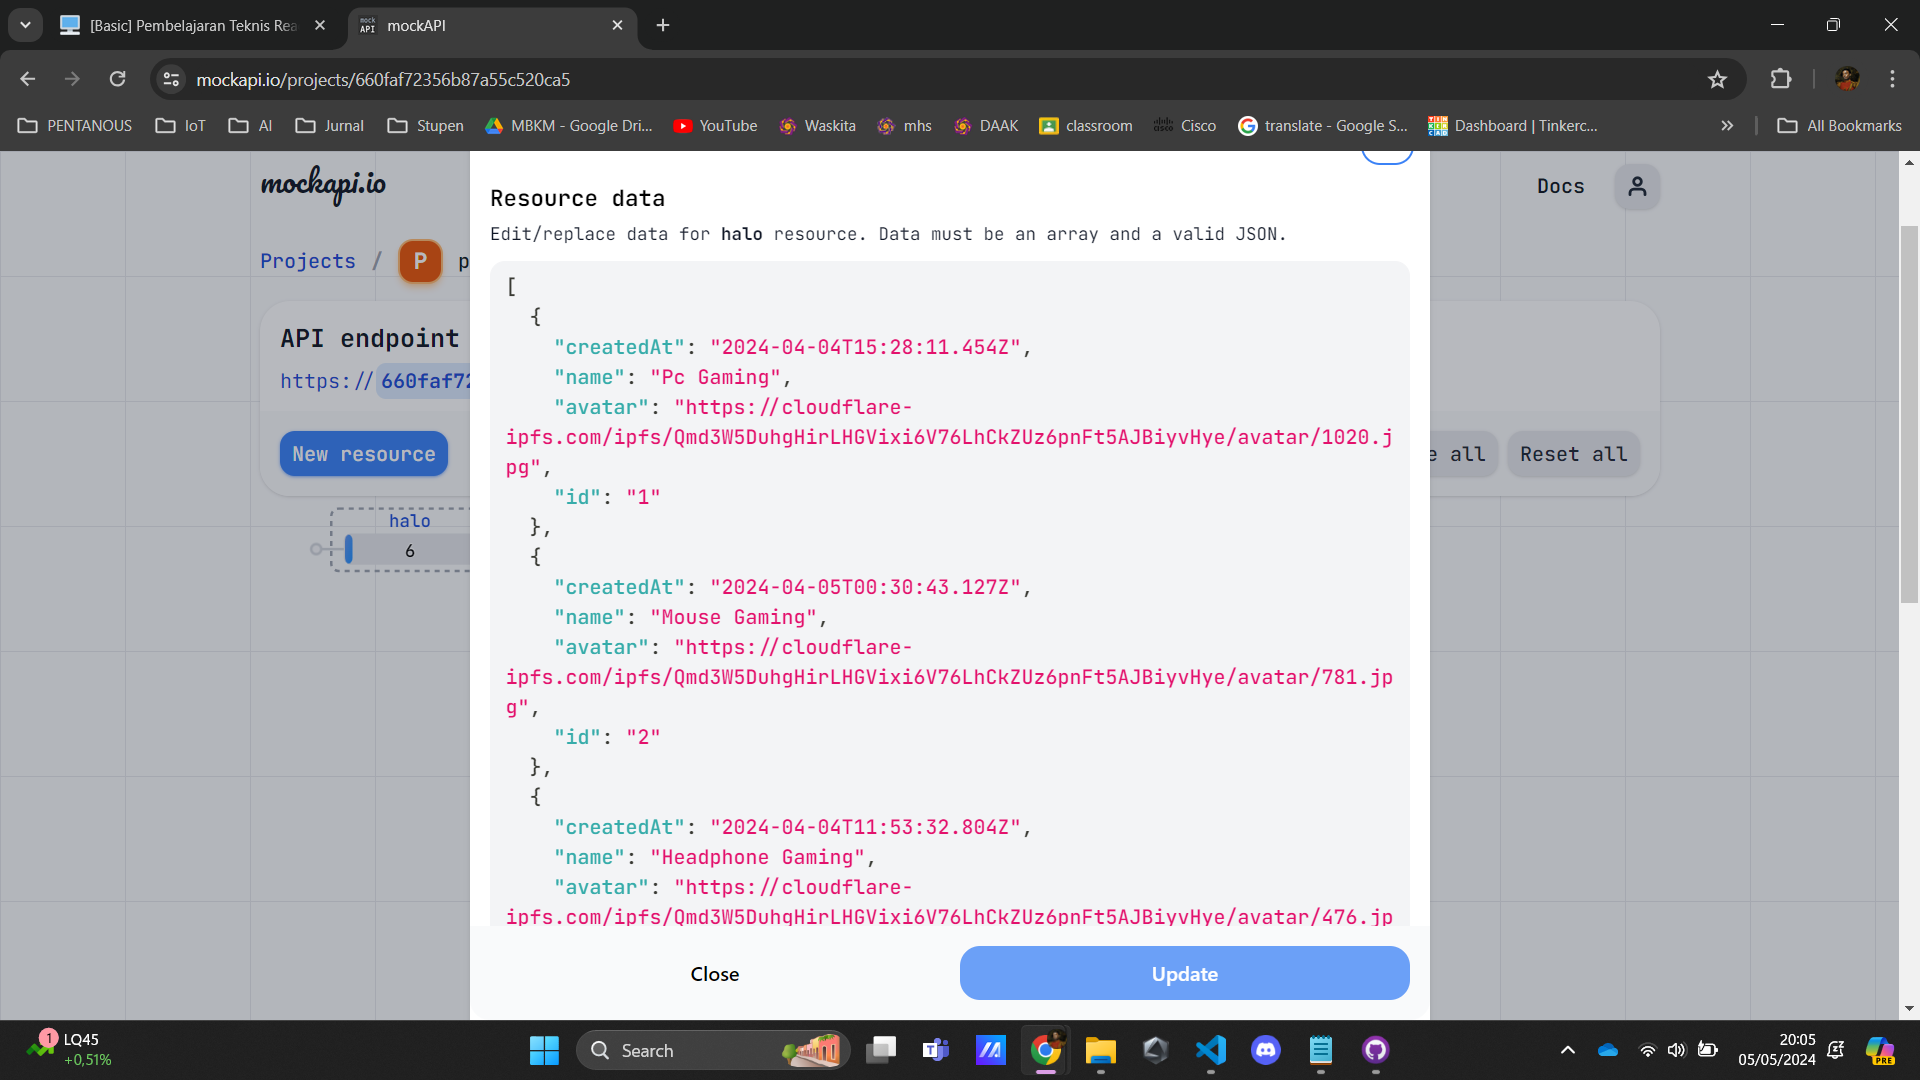 [Basic] Pembelajaran Teknis Rea
mockAPI
mockapi.io/projects/660faf72356b87a55c520ca5
PENTANOUS
IoT
AI
Jurnal
Stupen
MBKM - Google Dri...
YouTube
Waskita
mhs
DAAK
classroom
Cisco
translate - Google S...
Dashboard | Tinkerc...
All Bookmarks
mockapi.io
Docs
Projects / P p
API endpoint
https://660faf72
New resource
e all
Reset all
halo
6
Resource data
Edit/replace data for halo resource. Data must be an array and a valid JSON.
[
{
"createdAt": "2024-04-04T15:28:11.454Z",
"name": "Pc Gaming",
"avatar": "https://cloudflare-
ipfs.com/ipfs/Qmd3W5DuhgHirLHGVixi6V76LhCkZUz6pnFt5AJBiyvHye/avatar/1020.j
pg",
"id": "1"
},
{
"createdAt": "2024-04-05T00:30:43.127Z",
"name": "Mouse Gaming",
"avatar": "https://cloudflare-
ipfs.com/ipfs/Qmd3W5DuhgHirLHGVixi6V76LhCkZUz6pnFt5AJBiyvHye/avatar/781.jp
g",
"id": "2"
},
{
"createdAt": "2024-04-04T11:53:32.804Z",
"name": "Headphone Gaming",
"avatar": "https://cloudflare-
ipfs.com/ipfs/Qmd3W5DuhgHirLHGVixi6V76LhCkZUz6pnFt5AJBiyvHye/avatar/476.jp
Close
Update
1
LQ45
+0,51%
Search
20:05
05/05/2024
PRE